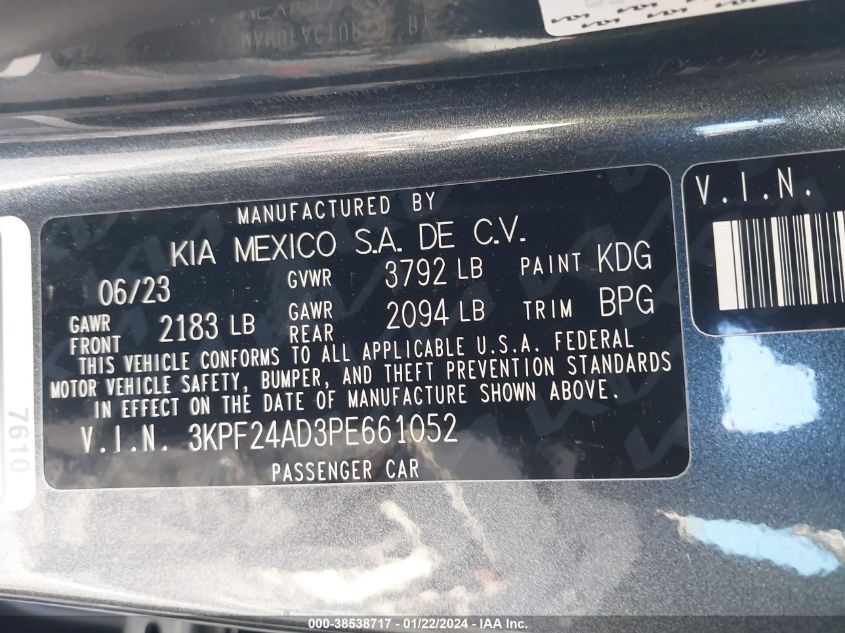 MANUFACTURED BY
KIA MEXICO S.A. DE C.V.
06/23 GVWR 3792 LB PAINT KDG
GAWR FRONT 2183 LB GAWR REAR 2094 LB TRIM BPG
THIS VEHICLE CONFORMS TO ALL APPLICABLE U.S.A. FEDERAL
MOTOR VEHICLE SAFETY, BUMPER, AND THEFT PREVENTION STANDARDS
IN EFFECT ON THE DATE OF MANUFACTURE SHOWN ABOVE.
V.I.N. 3KPF24AD3PE661052
PASSENGER CAR
V.I.N.
7610
000-38538717 - 01/22/2024 - IAAI, Inc.